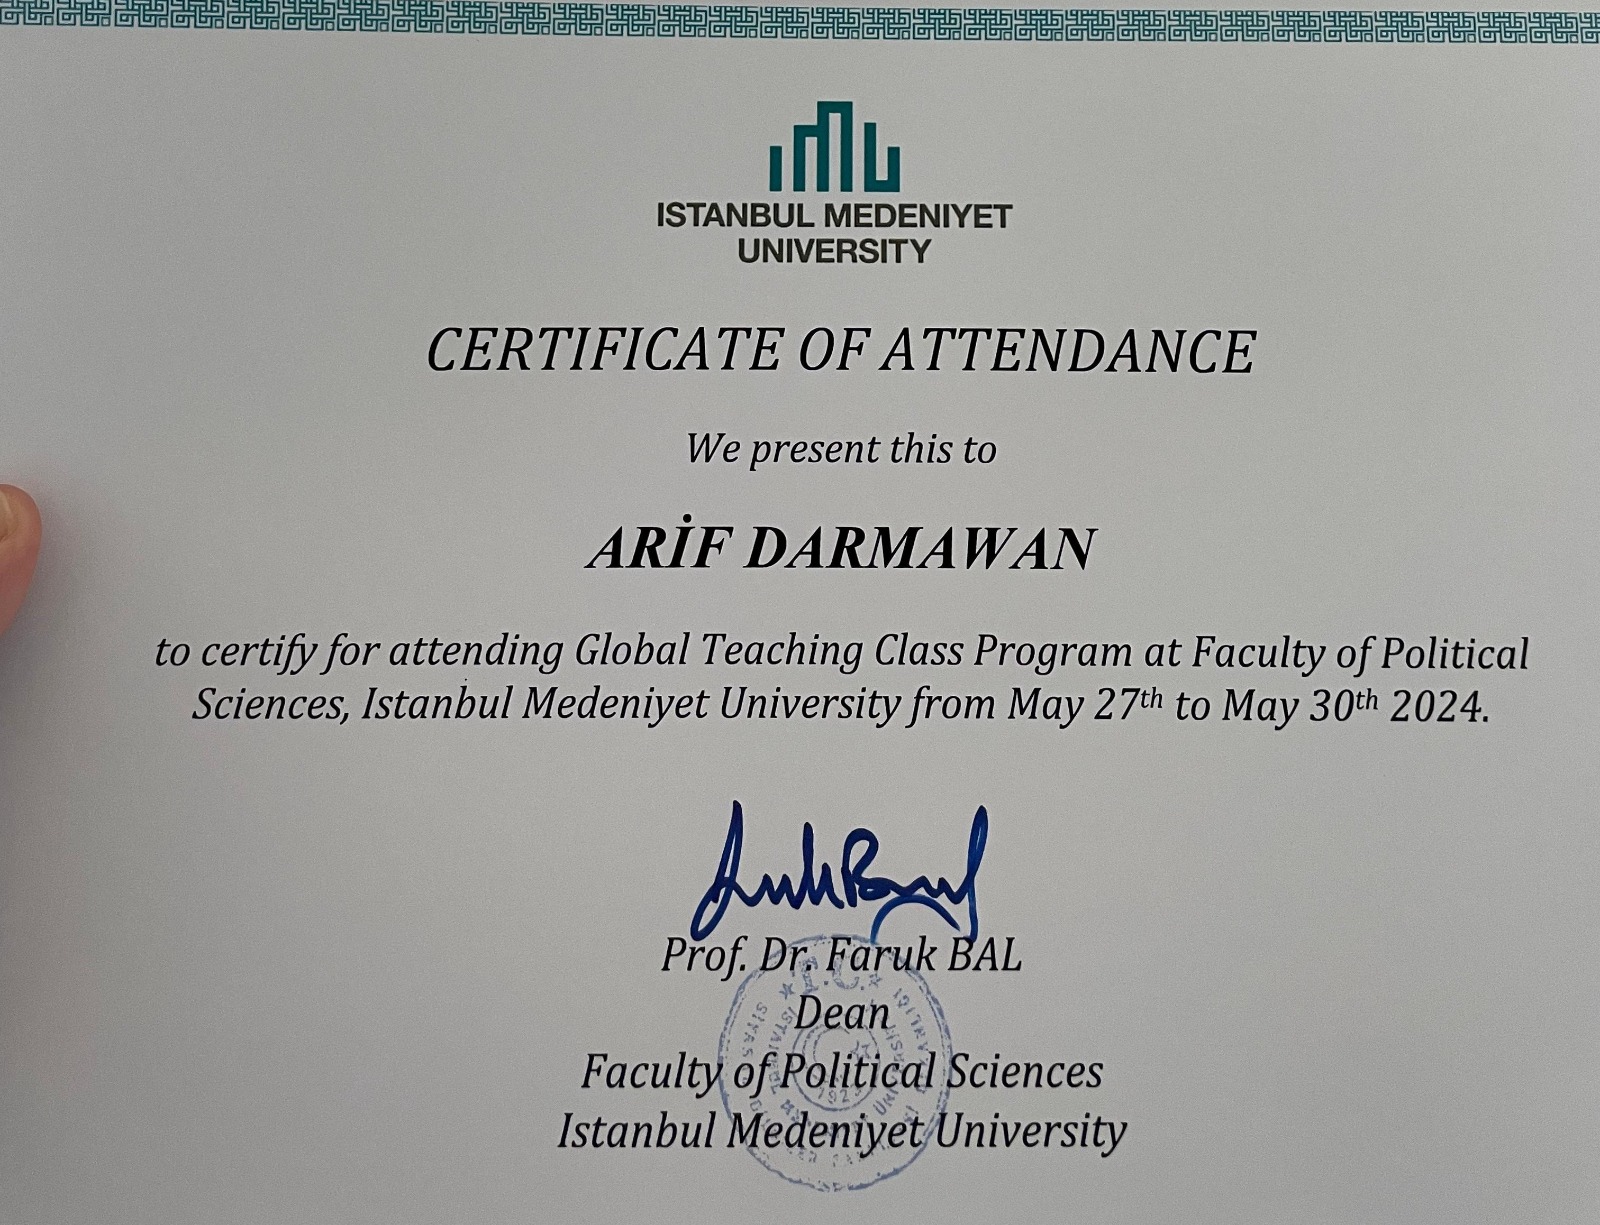 ISTANBUL MEDENIYET
UNIVERSITY
CERTIFICATE OF ATTENDANCE
We present this to
ARİF DARMAWAN
to certify for attending Global Teaching Class Program at Faculty of Political
Sciences, Istanbul Medeniyet University from May 27th to May 30th 2024.
Prof. Dr. Faruk BAL
Dean
Faculty of Political Sciences
Istanbul Medeniyet University
T.C.